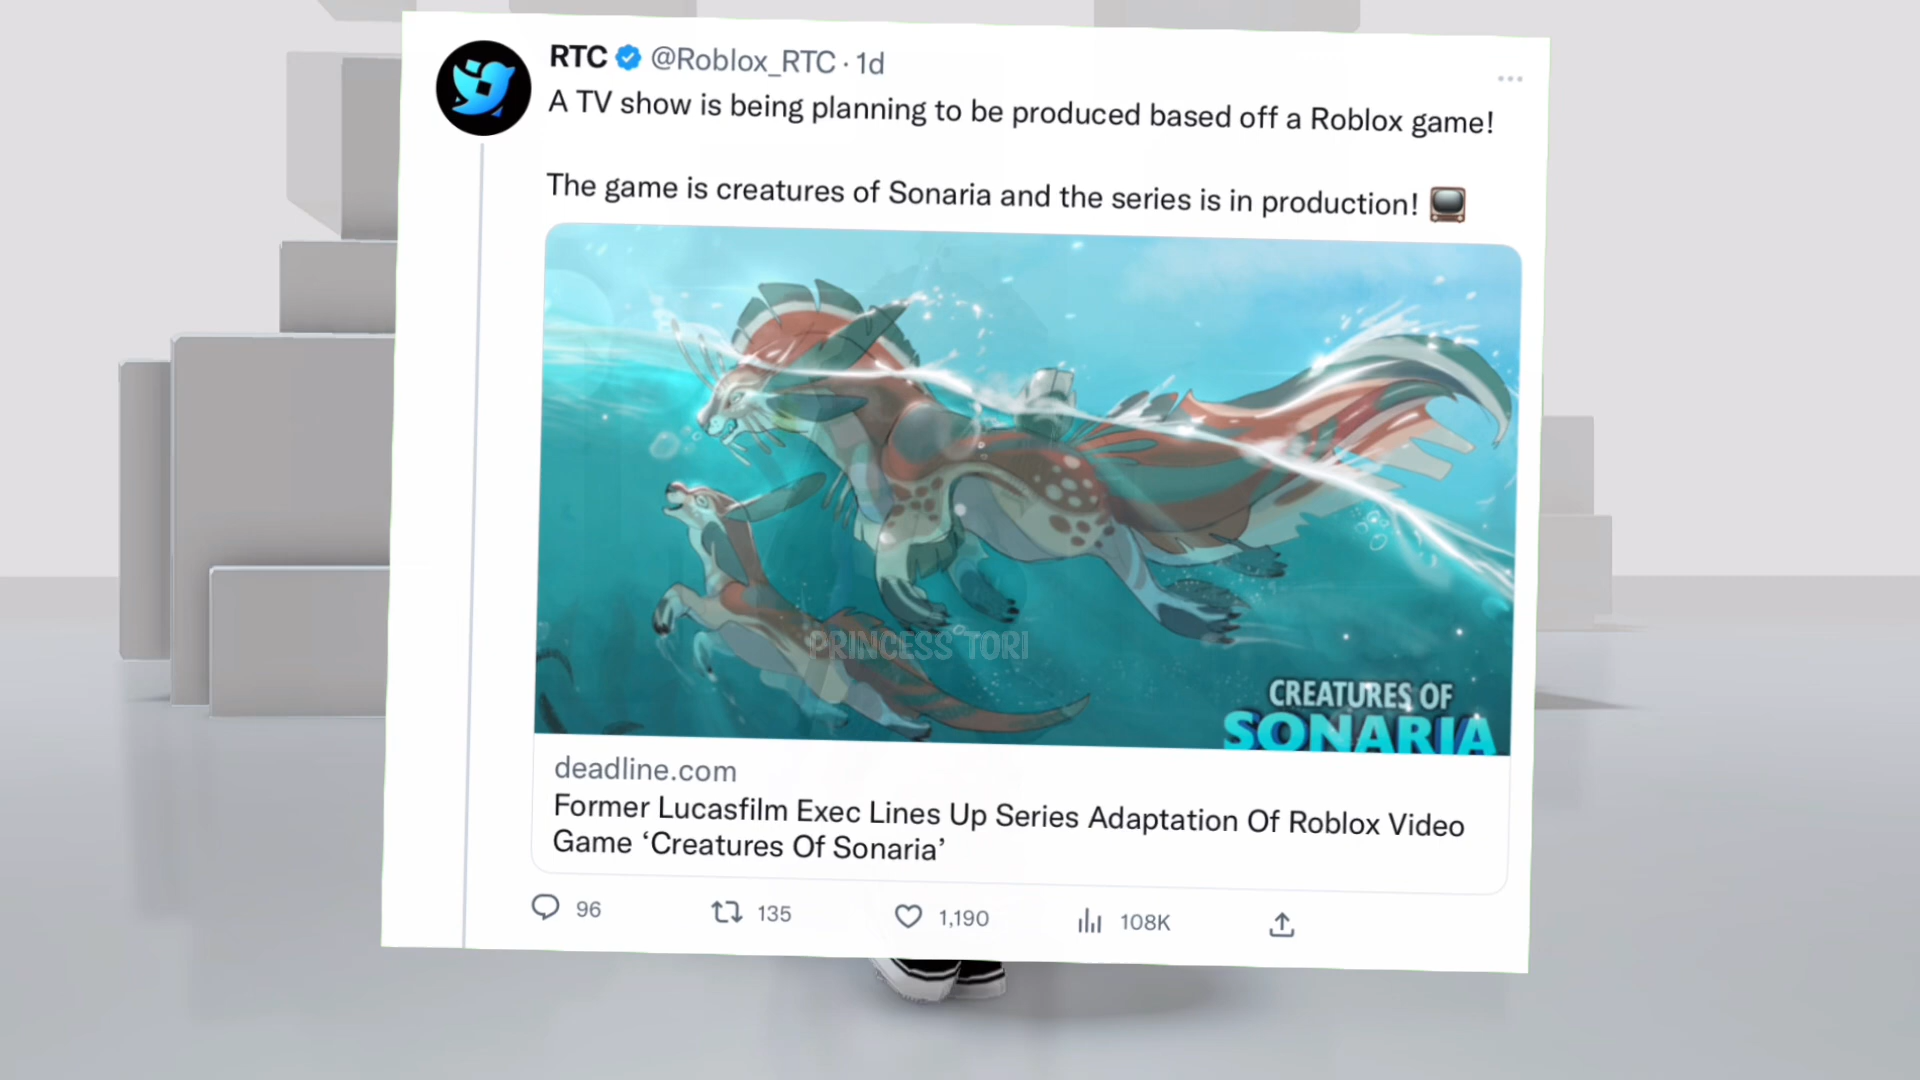 RTC @Roblox_RTC · 1d
A TV show is being planning to be produced based off a Roblox game!
The game is creatures of Sonaria and the series is in production! 📺
PRINCESS TORI
CREATURES OF
SONARIA
deadline.com
Former Lucasfilm Exec Lines Up Series Adaptation Of Roblox Video
Game ‘Creatures Of Sonaria’
96 135 1,190 108K